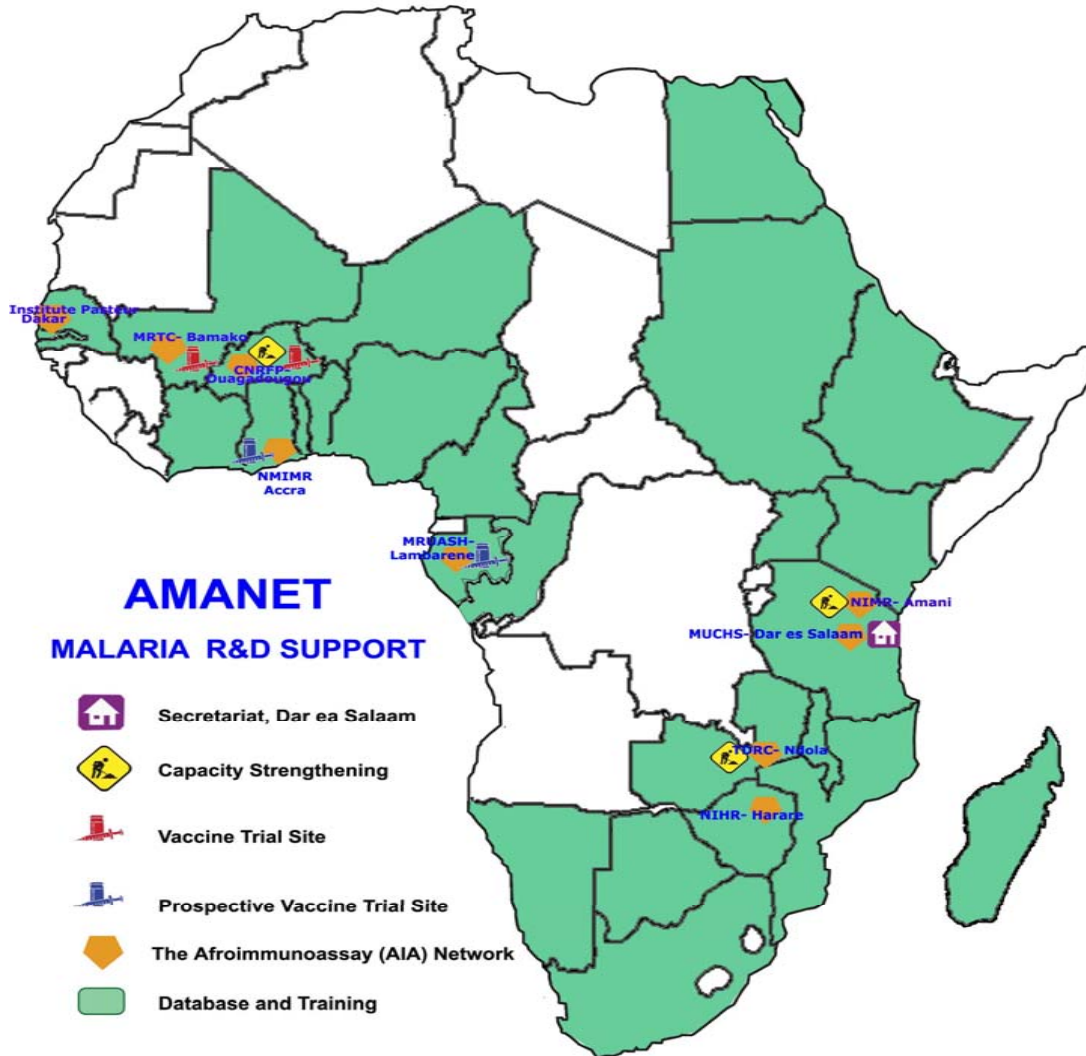 Institute Pasteur
Dakar
MRTC- Bamako
CNRFP-
Ouagadougou
NMIMR
Accra
MRUASH-
Lambarene
NIMR- Amani
MUCHS- Dar es Salaam
TDRC- Ndola
NIHR- Harare
AMANET
MALARIA R&D SUPPORT
Secretariat, Dar ea Salaam
Capacity Strengthening
Vaccine Trial Site
Prospective Vaccine Trial Site
The Afroimmunoassay (AIA) Network
Database and Training